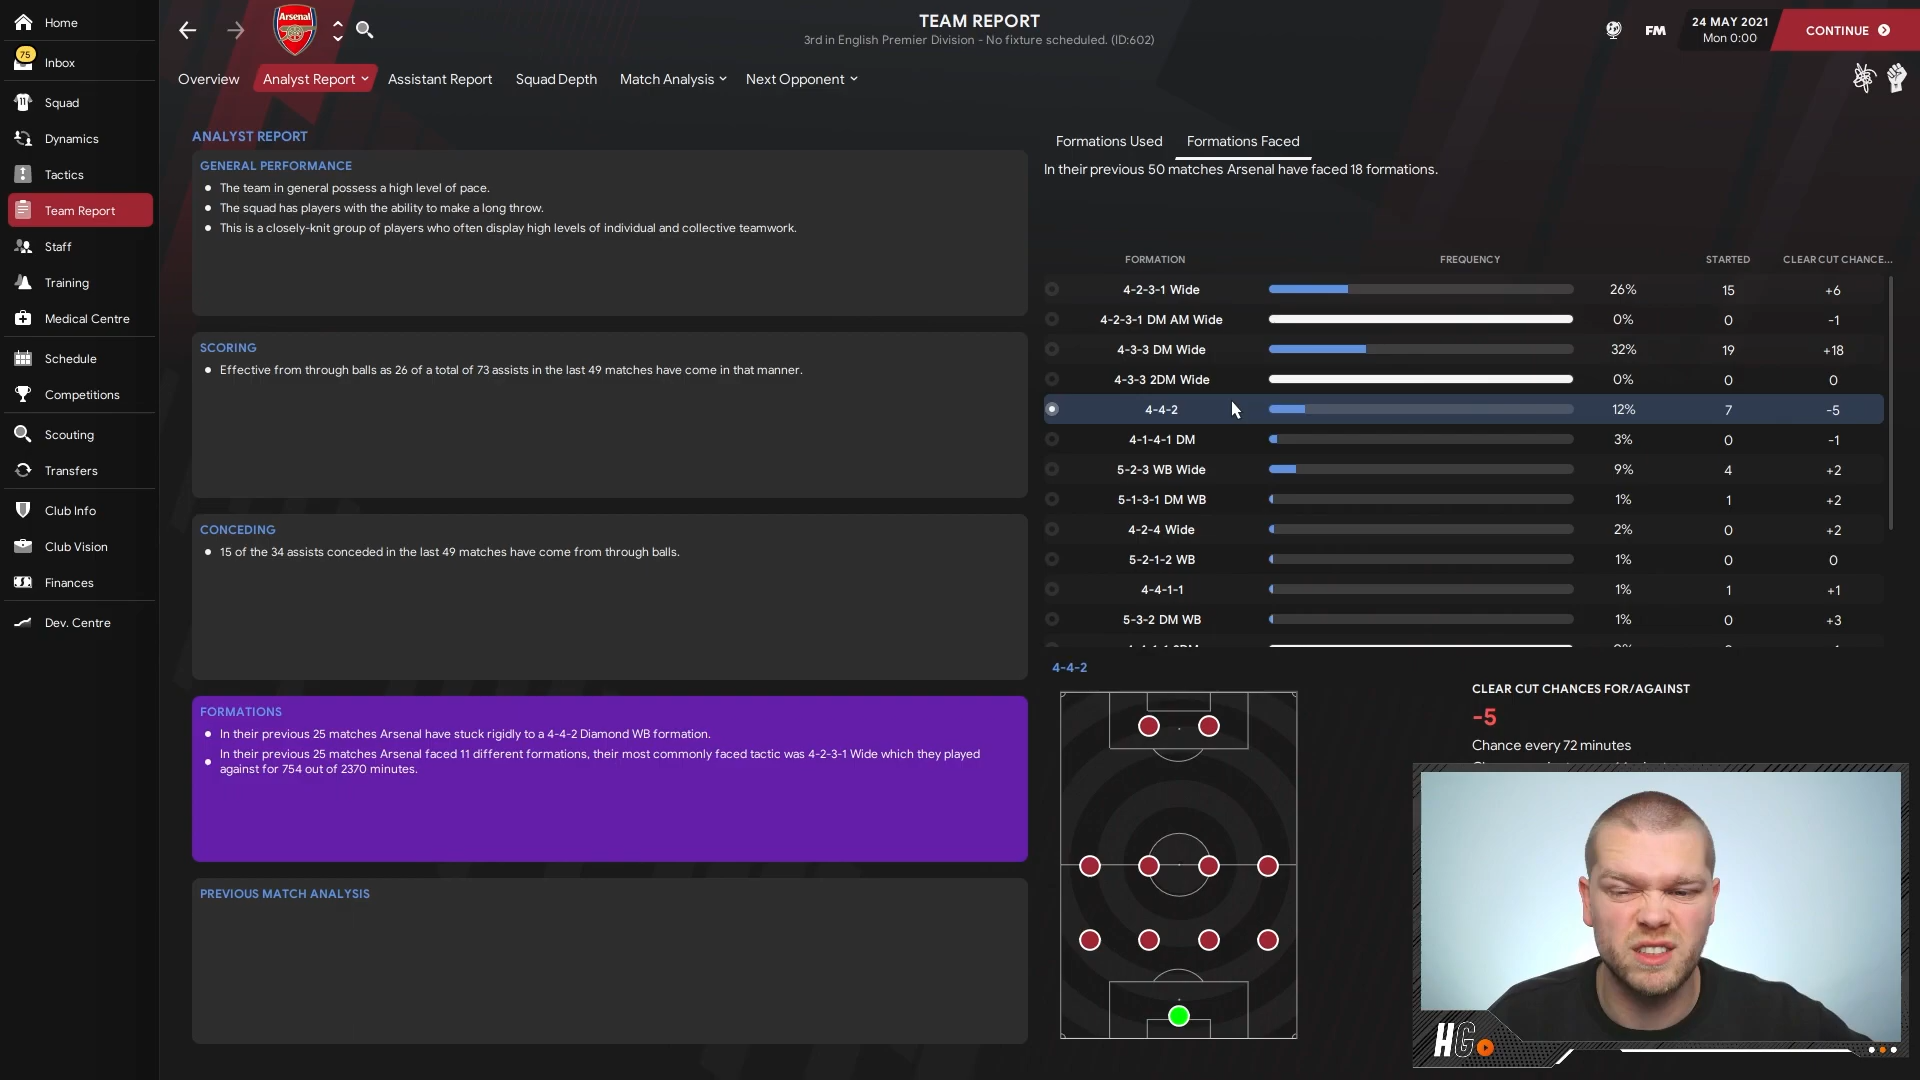 Home
75
Inbox
Squad
Dynamics
Tactics
Team Report
Staff
Training
Medical Centre
Schedule
Competitions
Scouting
Transfers
Club Info
Club Vision
Finances
Dev. Centre
Arsenal
TEAM REPORT
3rd in English Premier Division - No fixture scheduled. (ID:602)
FM
24 MAY 2021
Mon 0:00
CONTINUE
Overview
Analyst Report
Assistant Report
Squad Depth
Match Analysis
Next Opponent
ANALYST REPORT
GENERAL PERFORMANCE
The team in general possess a high level of pace.
The squad has players with the ability to make a long throw.
This is a closely-knit group of players who often display high levels of individual and collective teamwork.
SCORING
Effective from through balls as 26 of a total of 73 assists in the last 49 matches have come in that manner.
CONCEDING
15 of the 34 assists conceded in the last 49 matches have come from through balls.
FORMATIONS
In their previous 25 matches Arsenal have stuck rigidly to a 4-4-2 Diamond WB formation.
In their previous 25 matches Arsenal faced 11 different formations, their most commonly faced tactic was 4-2-3-1 Wide which they played
against for 754 out of 2370 minutes.
PREVIOUS MATCH ANALYSIS
Formations Used
Formations Faced
In their previous 50 matches Arsenal have faced 18 formations.
FORMATION FREQUENCY STARTED CLEAR CUT CHANCE...
4-2-3-1 Wide 26% 15 +6
4-2-3-1 DM AM Wide 0% 0 -1
4-3-3 DM Wide 32% 19 +18
4-3-3 2DM Wide 0% 0 0
4-4-2 12% 7 -5
4-1-4-1 DM 3% 0 -1
5-2-3 WB Wide 9% 4 +2
5-1-3-1 DM WB 1% 1 +2
4-2-4 Wide 2% 0 +2
5-2-1-2 WB 1% 0 0
4-4-1-1 1% 1 +1
5-3-2 DM WB 1% 0 +3
4-4-2
CLEAR CUT CHANCES FOR/AGAINST
-5
Chance every 72 minutes
HG